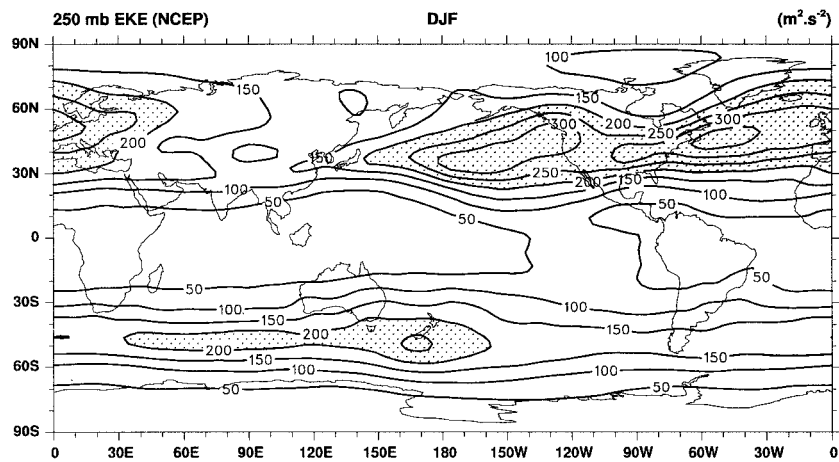 250 mb EKE (NCEP) DJF (m².s⁻²)
90N
100
150 150
60N
300 200 300
200 250
150
30N
250
100 200 150 100
50 50
50
0
50 50
30S
100 100
150 150
200
200
60S
150 150
100 100
50 50
90S
0 30E 60E 90E 120E 150E 180 150W 120W 90W 60W 30W 0